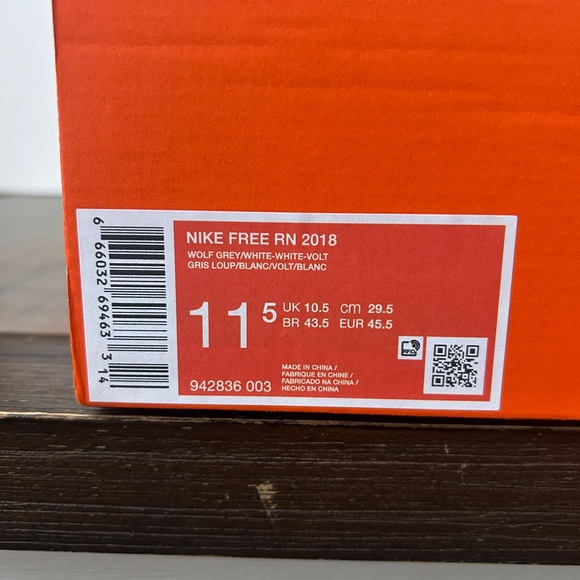 6 66032 69463 3 14
NIKE FREE RN 2018
WOLF GREY/WHITE-WHITE-VOLT
GRIS LOUP/BLANC/VOLT/BLANC
11 5 UK 10.5 cm 29.5
BR 43.5 EUR 45.5
MADE IN CHINA /
FABRIQUE EN CHINE /
FABRICADO NA CHINA /
HECHO EN CHINA
942836 003
RFID